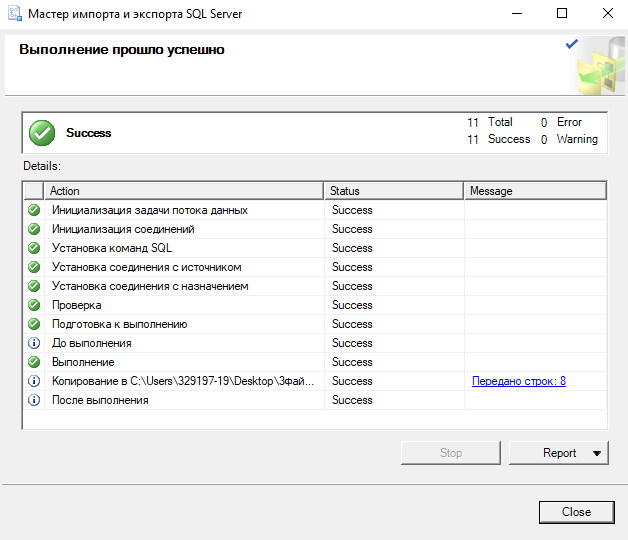 Мастер импорта и экспорта SQL Server
Выполнение прошло успешно
Success
11 Total 0 Error
11 Success 0 Warning
Details:
Action Status Message
Инициализация задачи потока данных Success
Инициализация соединений Success
Установка команд SQL Success
Установка соединения с источником Success
Установка соединения с назначением Success
Проверка Success
Подготовка к выполнению Success
До выполнения Success
Выполнение Success
Копирование в C:\Users\329197-19\Desktop\3фай... Success Передано строк: 8
После выполнения Success
Stop Report
Close